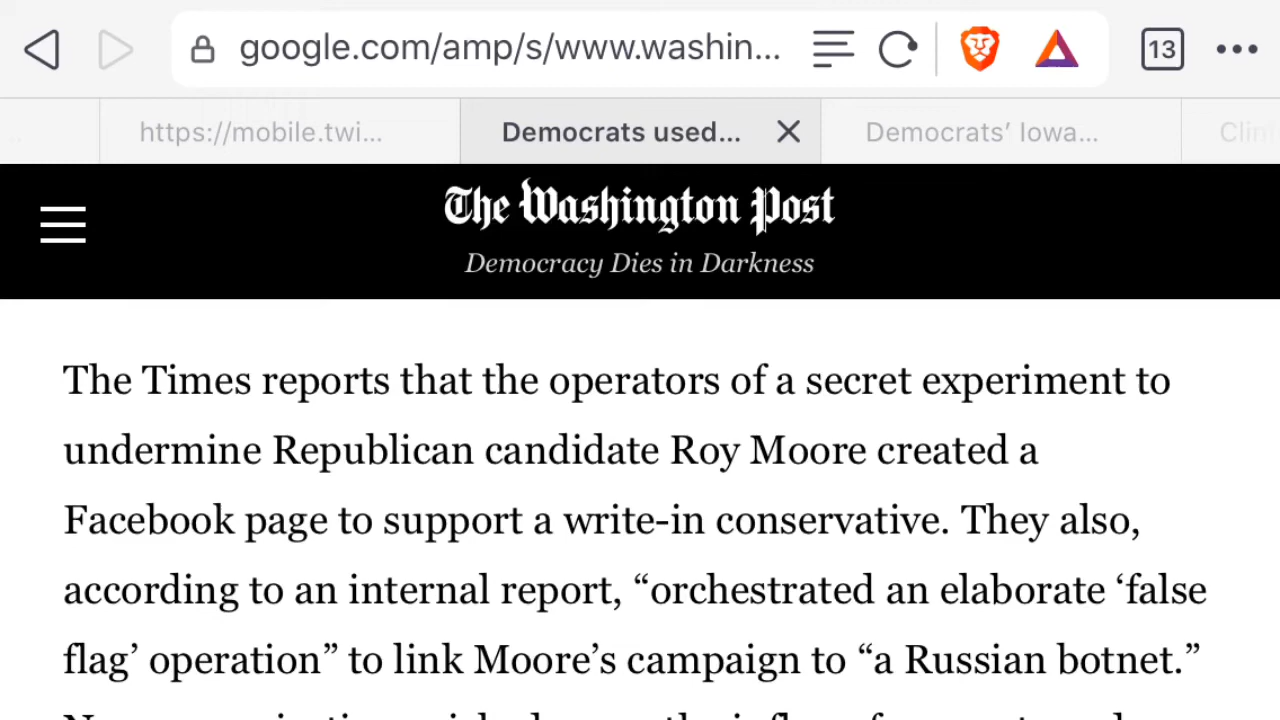 google.com/amp/s/www.washin...
13
https://mobile.twi...
Democrats used...
Democrats’ Iowa...
The Washington Post
Democracy Dies in Darkness
The Times reports that the operators of a secret experiment to
undermine Republican candidate Roy Moore created a
Facebook page to support a write-in conservative. They also,
according to an internal report, “orchestrated an elaborate ‘false
flag’ operation” to link Moore’s campaign to “a Russian botnet.”